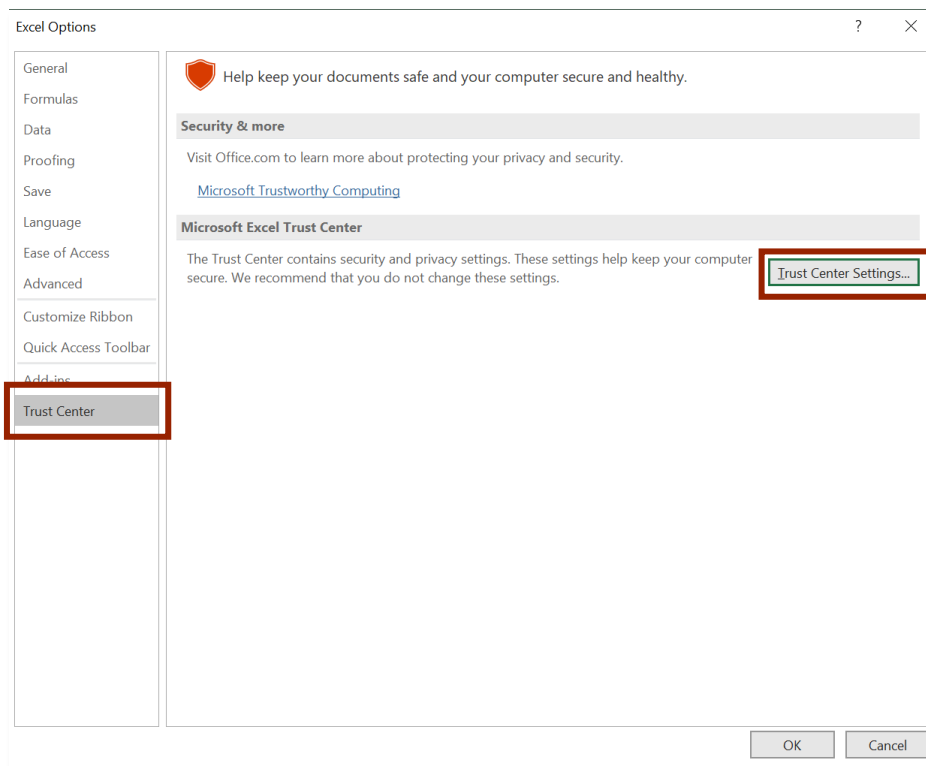 Excel Options
?
General
Formulas
Data
Proofing
Save
Language
Ease of Access
Advanced
Customize Ribbon
Quick Access Toolbar
Add-ins
Trust Center
Help keep your documents safe and your computer secure and healthy.
Security & more
Visit Office.com to learn more about protecting your privacy and security.
Microsoft Trustworthy Computing
Microsoft Excel Trust Center
The Trust Center contains security and privacy settings. These settings help keep your computer
secure. We recommend that you do not change these settings.
Trust Center Settings...
OK
Cancel